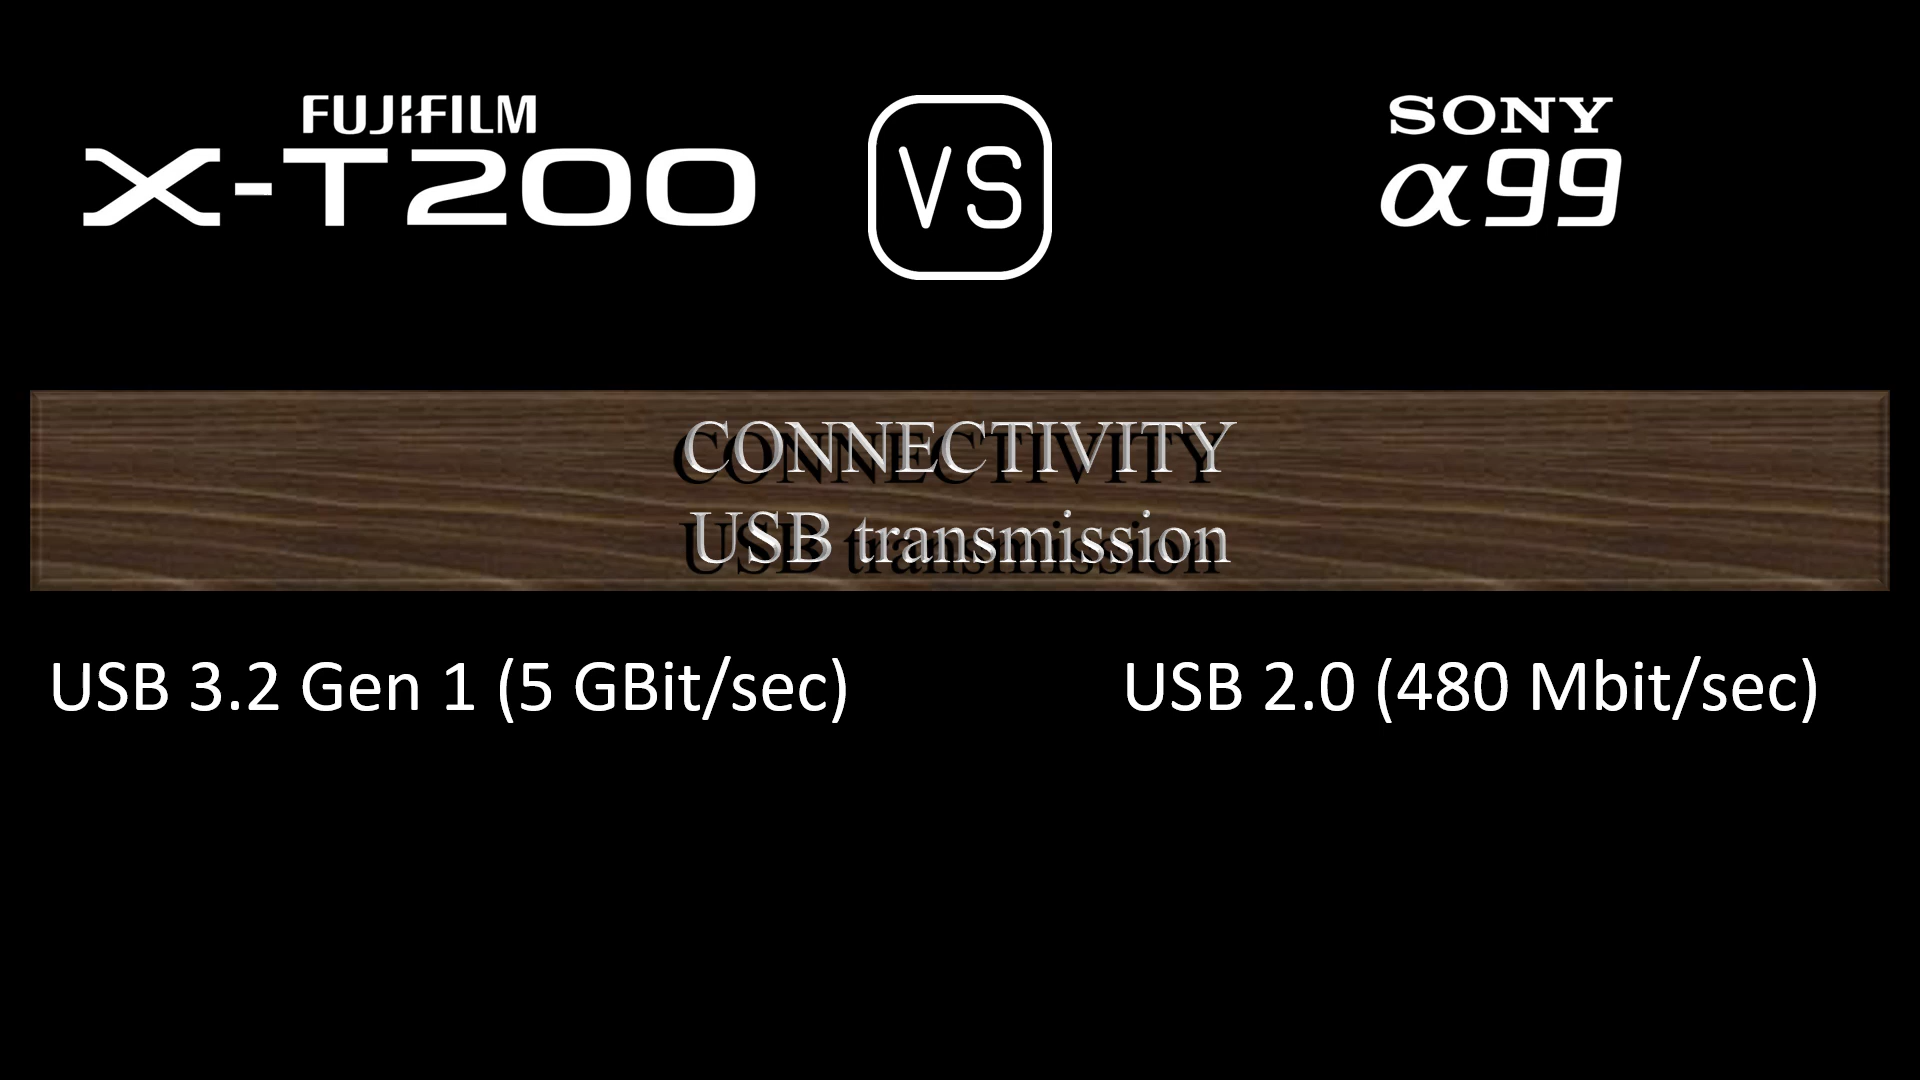 FUJIFILM
X-T200
VS
SONY
α99
CONNECTIVITY
USB transmission
USB 3.2 Gen 1 (5 GBit/sec)
USB 2.0 (480 Mbit/sec)